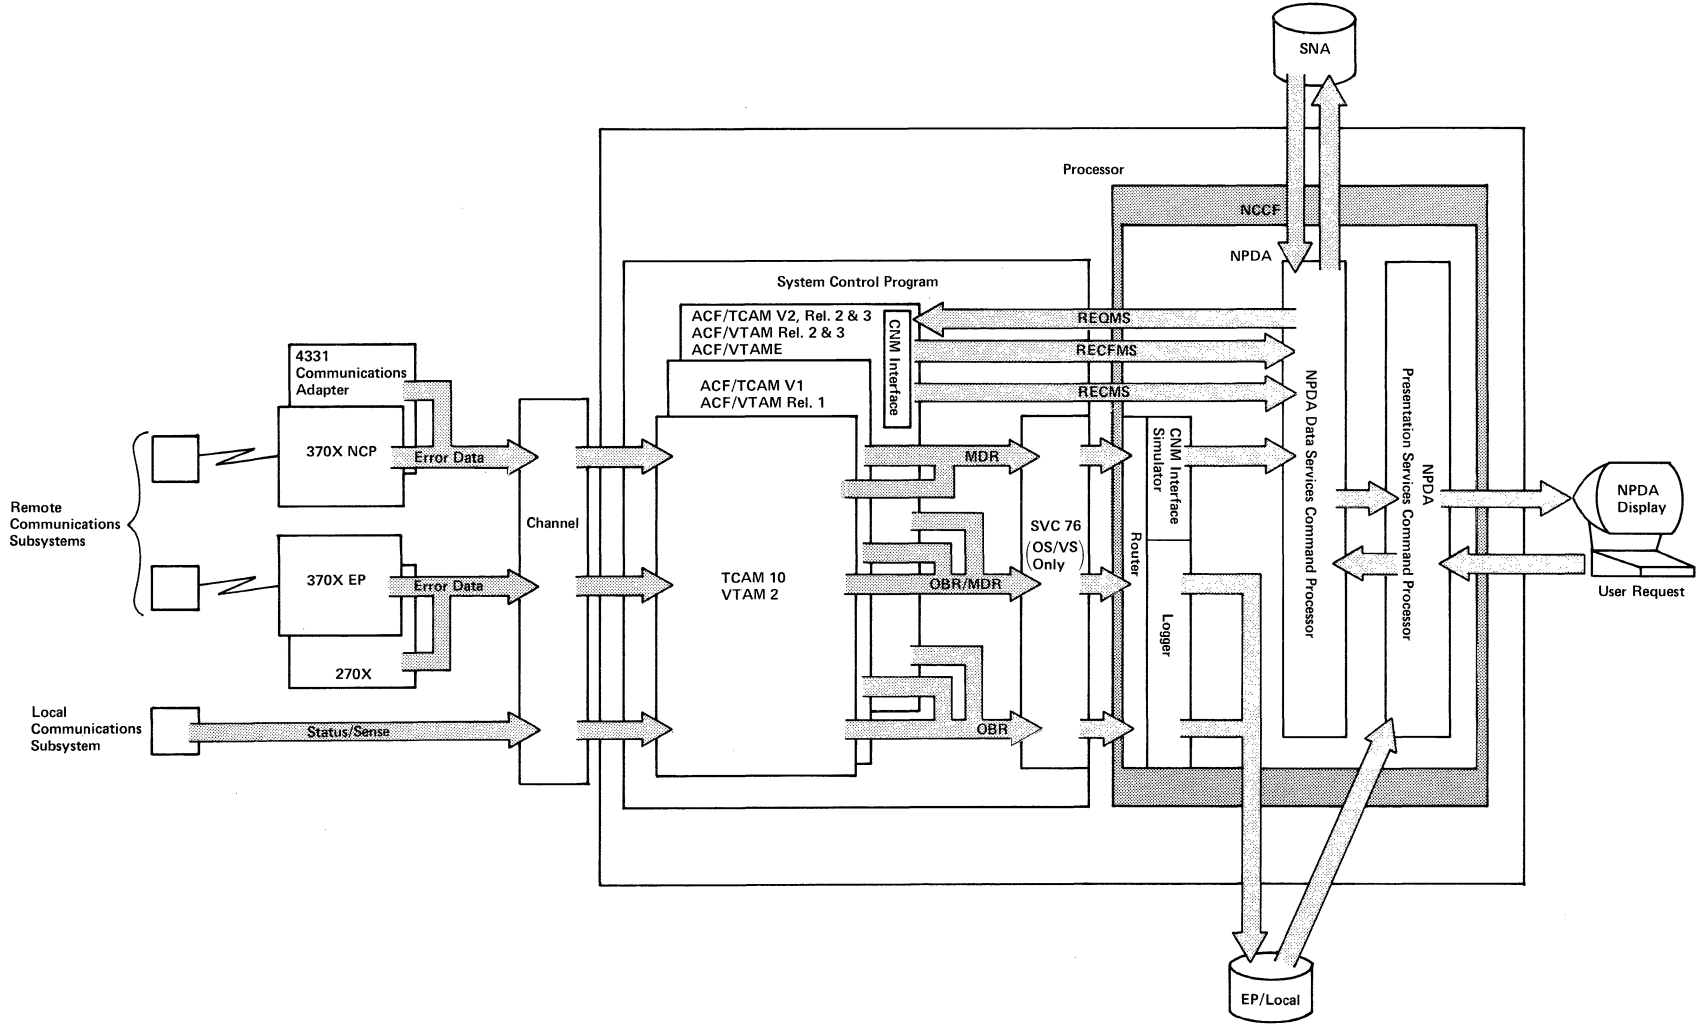 SNA
Processor
NCCF
NPDA
System Control Program
ACF/TCAM V2, Rel. 2 & 3
ACF/VTAM Rel. 2 & 3
ACF/VTAME
CNM Interface
REQMS
RECFMS
RECMS
ACF/TCAM V1
ACF/VTAM Rel. 1
4331
Communications
Adapter
370X NCP
Error Data
Remote
Communications
Subsystems
370X EP
Error Data
270X
Local
Communications
Subsystem
Status/Sense
Channel
TCAM 10
VTAM 2
MDR
OBR/MDR
OBR
SVC 76
(OS/VS)
Only
Router
CNM Interface
Simulator
Logger
NPDA Data Services Command Processor
NPDA
Presentation Services Command Processor
NPDA
Display
User Request
EP/Local